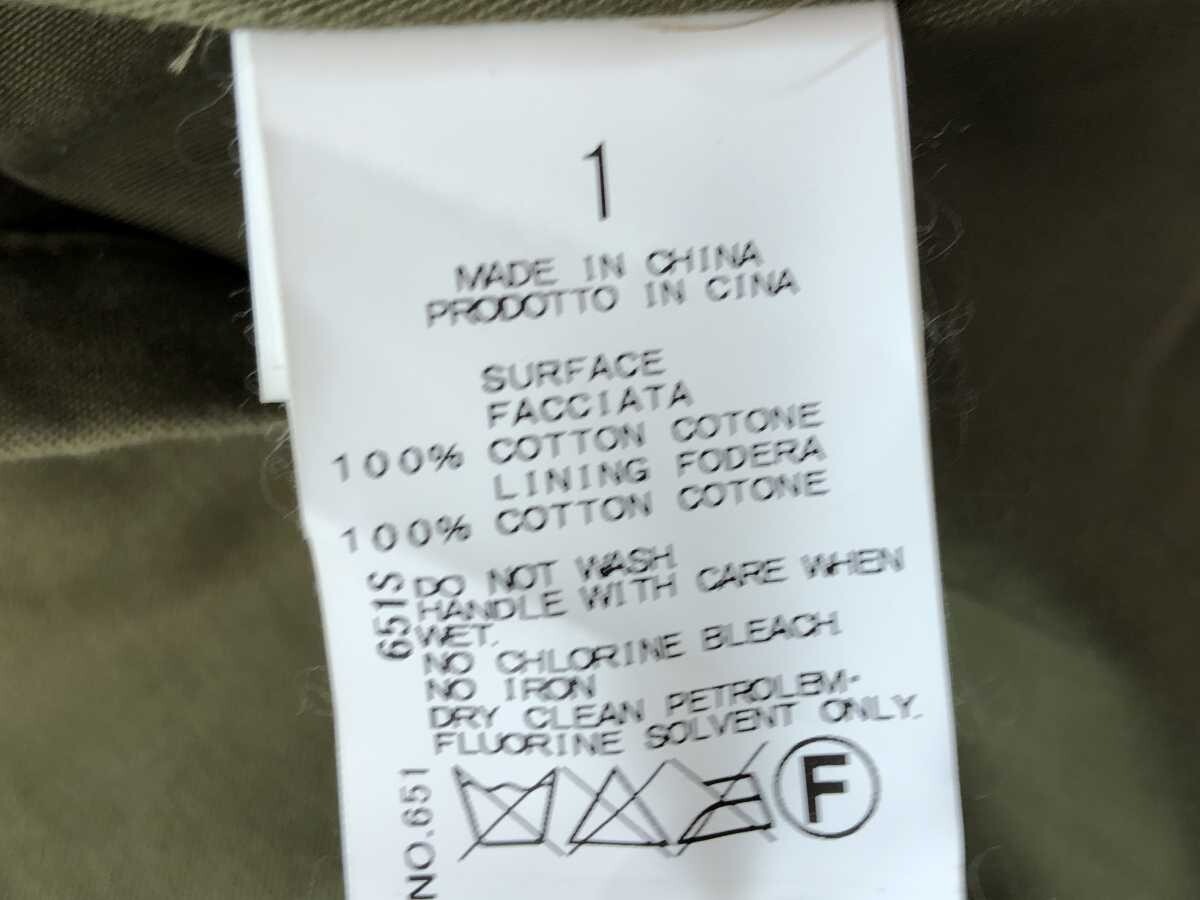 1
MADE IN CHINA
PRODOTTO IN CINA
SURFACE
FACCIATA
100% COTTON COTONE
LINING FODERA
100% COTTON COTONE
DO NOT WASH
HANDLE WITH CARE WHEN
WET.
NO CHLORINE BLEACH.
NO IRON
DRY CLEAN PETROLEM-
FLUORINE SOLVENT ONLY.
F
651S
NO.651